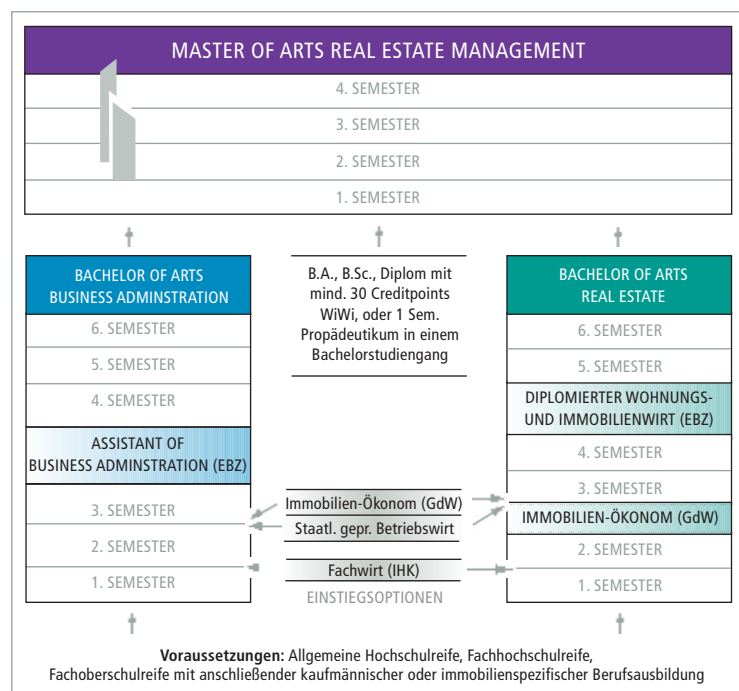 MASTER OF ARTS REAL ESTATE MANAGEMENT
4. SEMESTER
3. SEMESTER
2. SEMESTER
1. SEMESTER
BACHELOR OF ARTS
BUSINESS ADMINSTRATION
6. SEMESTER
5. SEMESTER
4. SEMESTER
ASSISTANT OF
BUSINESS ADMINSTRATION (EBZ)
3. SEMESTER
2. SEMESTER
1. SEMESTER
B.A., B.Sc., Diplom mit
mind. 30 Creditpoints
WiWi, oder 1 Sem.
Propädeutikum in einem
Bachelorstudiengang
Immobilien-Ökonom (GdW)
Staatl. gepr. Betriebswirt
Fachwirt (IHK)
EINSTIEGSOPTIONEN
BACHELOR OF ARTS
REAL ESTATE
6. SEMESTER
5. SEMESTER
DIPLOMIERTER WOHNUNGS-
UND IMMOBILIENWIRT (EBZ)
4. SEMESTER
3. SEMESTER
IMMOBILIEN-ÖKONOM (GdW)
2. SEMESTER
1. SEMESTER
Voraussetzungen: Allgemeine Hochschulreife, Fachhochschulreife,
Fachoberschulreife mit anschließender kaufmännischer oder immobilienspezifischer Berufsausbildung